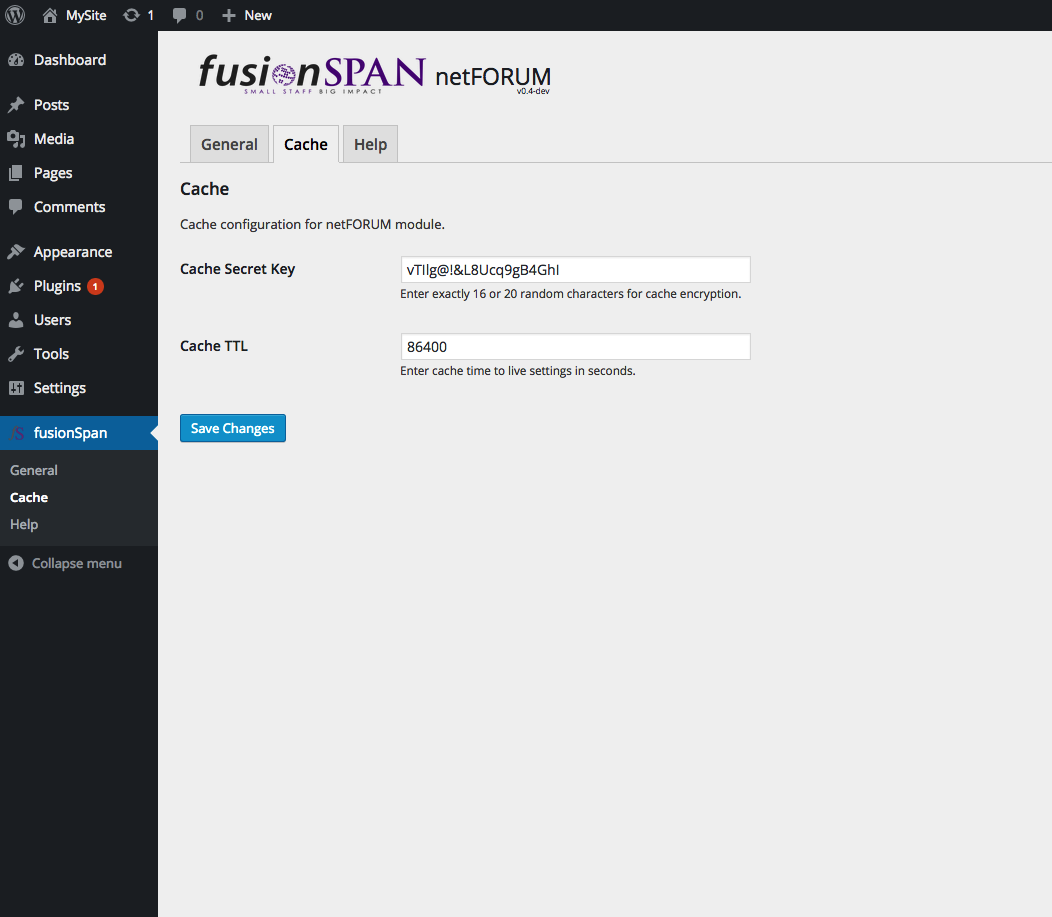 MySite 1 0 New
Dashboard
Posts
Media
Pages
Comments
Appearance
Plugins 1
Users
Tools
Settings
fusionSpan
General
Cache
Help
Collapse menu
fusionSPAN netFORUM
SMALL STAFF BIG IMPACT v0.4-dev
General Cache Help
Cache
Cache configuration for netFORUM module.
Cache Secret Key vTIlg@!&L8Ucq9gB4GhI
Enter exactly 16 or 20 random characters for cache encryption.
Cache TTL 86400
Enter cache time to live settings in seconds.
Save Changes